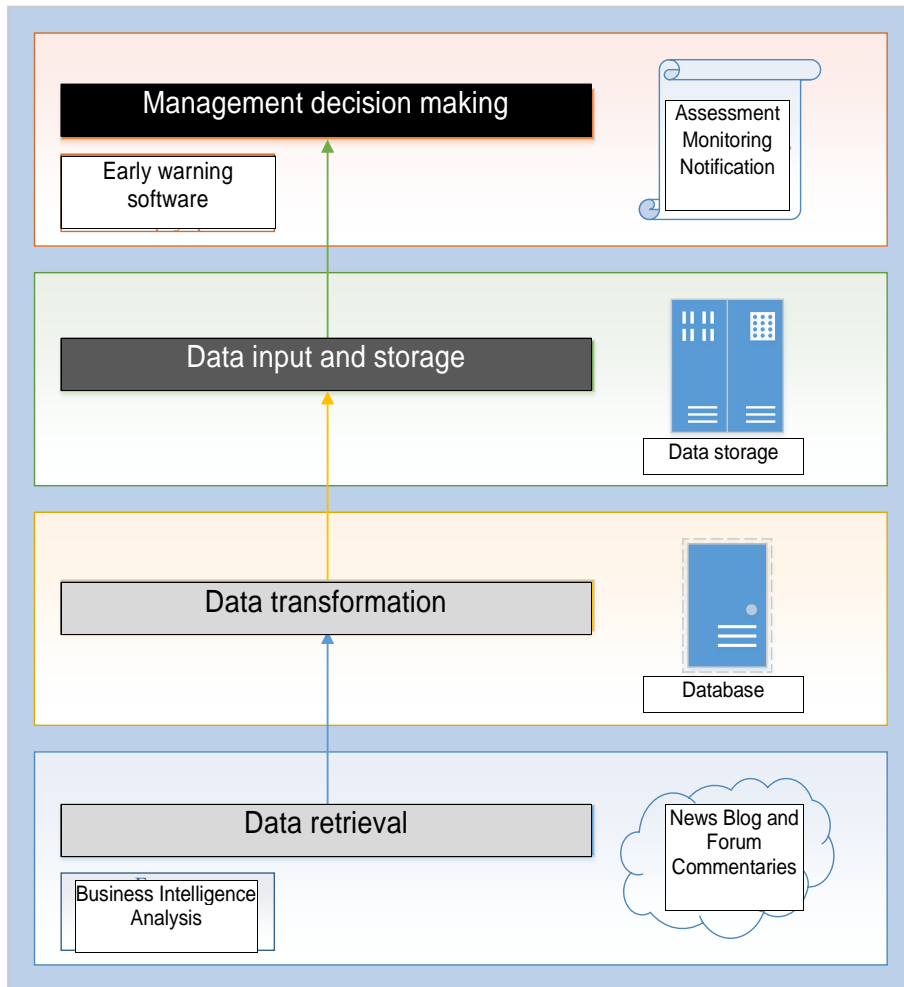 Management decision making
Early warning
software
Assessment
Monitoring
Notification
Data input and storage
Data storage
Data transformation
Database
Data retrieval
Business Intelligence
Analysis
News Blog and
Forum
Commentaries